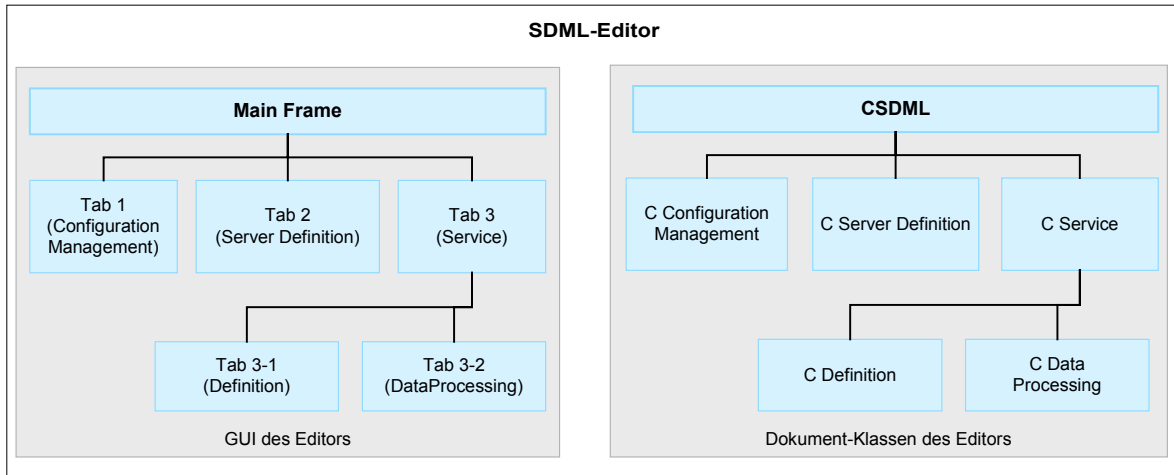 SDML-Editor
Main Frame
Tab 1
(Configuration
Management)
Tab 2
(Server Definition)
Tab 3
(Service)
Tab 3-1
(Definition)
Tab 3-2
(DataProcessing)
GUI des Editors
CSDML
C Configuration
Management
C Server Definition
C Service
C Definition
C Data
Processing
Dokument-Klassen des Editors